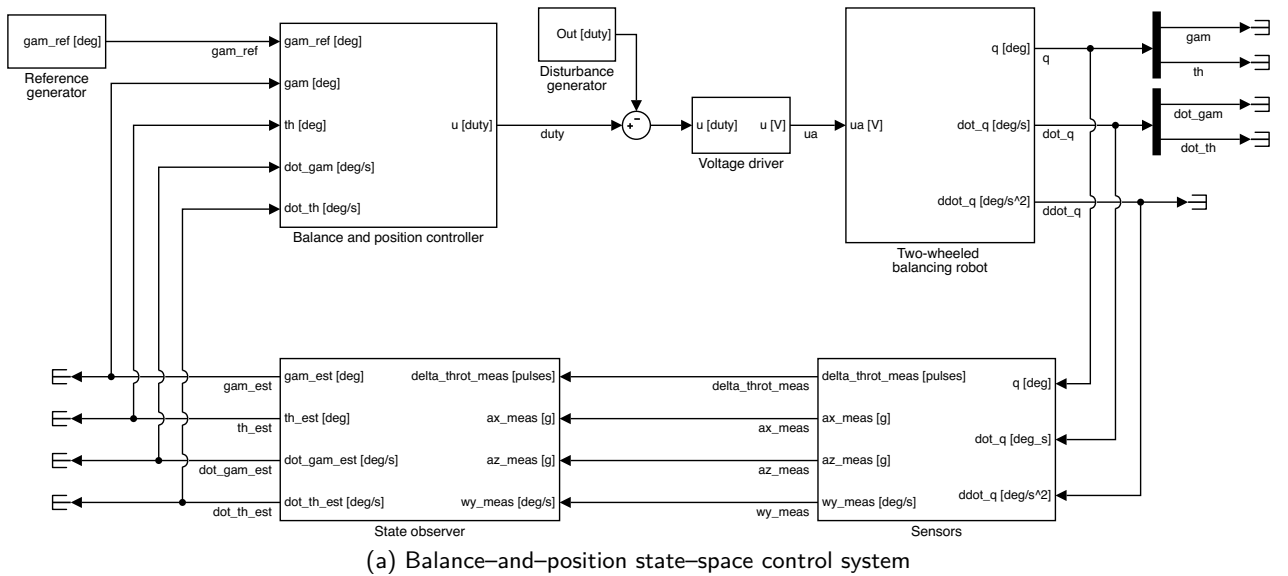 gam_ref [deg]
Reference
generator
gam_ref
gam_ref [deg]
gam [deg]
th [deg]
dot_gam [deg/s]
dot_th [deg/s]
u [duty]
Balance and position controller
duty
Out [duty]
Disturbance
generator
+
−
u [duty]
u [V]
Voltage driver
ua
ua [V]
q [deg]
dot_q [deg/s]
ddot_q [deg/s^2]
Two-wheeled
balancing robot
q
dot_q
ddot_q
gam
th
dot_gam
dot_th
gam_est
th_est
dot_gam_est
dot_th_est
gam_est [deg]
th_est [deg]
dot_gam_est [deg/s]
dot_th_est [deg/s]
delta_throt_meas [pulses]
ax_meas [g]
az_meas [g]
wy_meas [deg/s]
State observer
delta_throt_meas
ax_meas
az_meas
wy_meas
delta_throt_meas [pulses]
ax_meas [g]
az_meas [g]
wy_meas [deg/s]
q [deg]
dot_q [deg_s]
ddot_q [deg/s^2]
Sensors
(a) Balance–and–position state–space control system